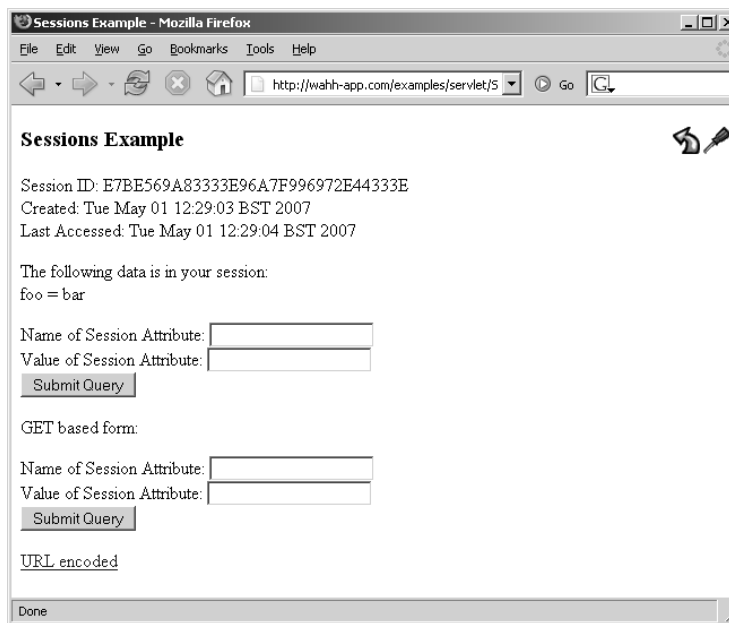 Sessions Example - Mozilla Firefox
File Edit View Go Bookmarks Tools Help
http://wahh-app.com/examples/servlet/S Go G
Sessions Example
Session ID: E7BE569A83333E96A7F996972E44333E
Created: Tue May 01 12:29:03 BST 2007
Last Accessed: Tue May 01 12:29:04 BST 2007
The following data is in your session:
foo = bar
Name of Session Attribute:
Value of Session Attribute:
Submit Query
GET based form:
Name of Session Attribute:
Value of Session Attribute:
Submit Query
URL encoded
Done